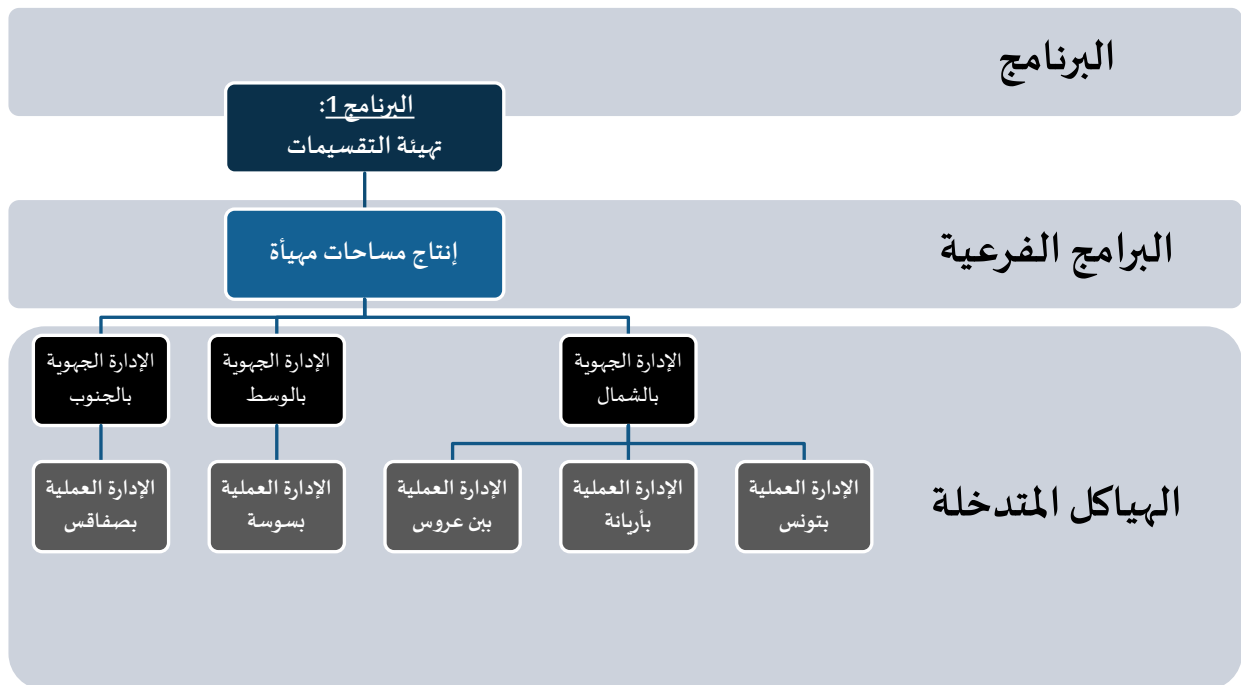 البرنامج
البرنامج 1:
تهيئة التقسيمات
البرامج الفرعية
إنتاج مساحات مهيأة
الهياكل المتدخلة
الإدارة الجهوية
بالشمال
الإدارة الجهوية
بالوسط
الإدارة الجهوية
بالجنوب
الإدارة العملية
بتونس
الإدارة العملية
بأريانة
الإدارة العملية
ببن عروس
الإدارة العملية
بسوسة
الإدارة العملية
بصفاقس